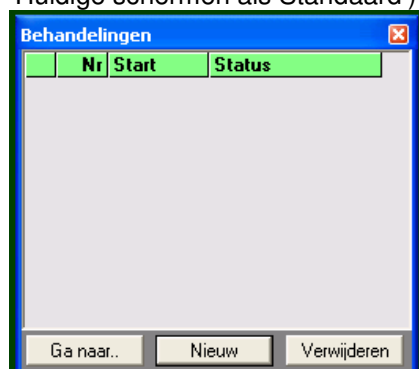 Huidige schermen als Standaard')
Behandelingen
Nr Start Status
Ga naar.. Nieuw Verwijderen